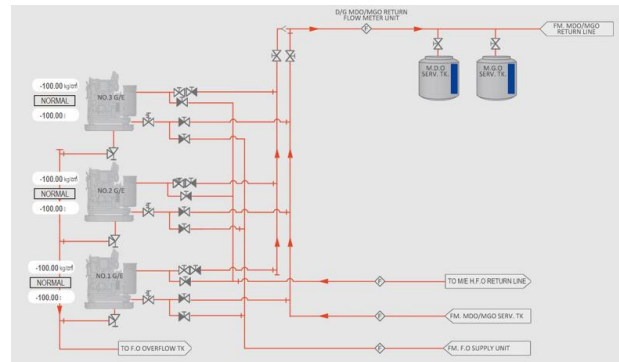 D/G MDO/MGO RETURN
FLOW METER UNIT
F
FM. MDO/MGO
RETURN LINE
M.D.O
SERV. TK.
M.G.O
SERV. TK.
-100.00 kg/cm²
NORMAL
-100.00
NO.3 G/E
-100.00 kg/cm²
NORMAL
-100.00
NO.2 G/E
-100.00 kg/cm²
NORMAL
-100.00
NO.1 G/E
F
TO M/E H.F.O RETURN LINE
F
FM. MDO/MGO SERV. TK
TO F.O OVERFLOW TK
F
FM. F.O SUPPLY UNIT